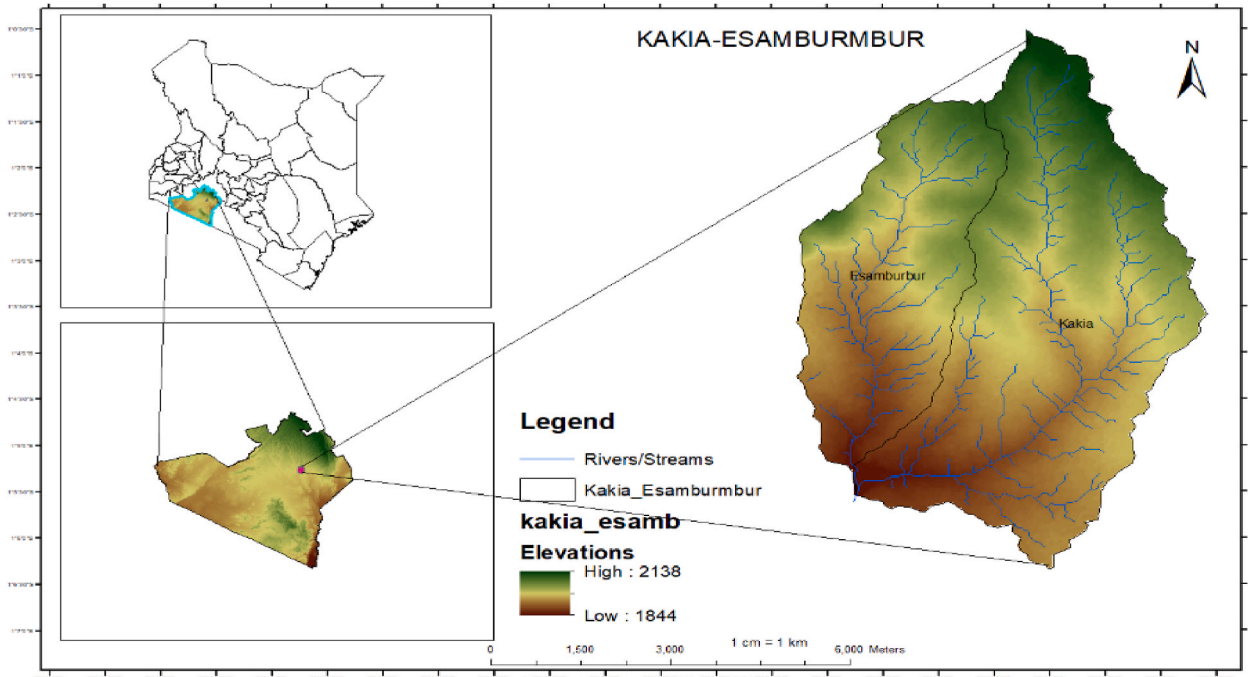 KAKIA-ESAMBURMBUR
N
Esamburbur
Kakia
Legend
Rivers/Streams
Kakia_Esamburmbur
kakia_esamb
Elevations
High : 2138
Low : 1844
1 cm = 1 km
0 1,500 3,000 6,000 Meters